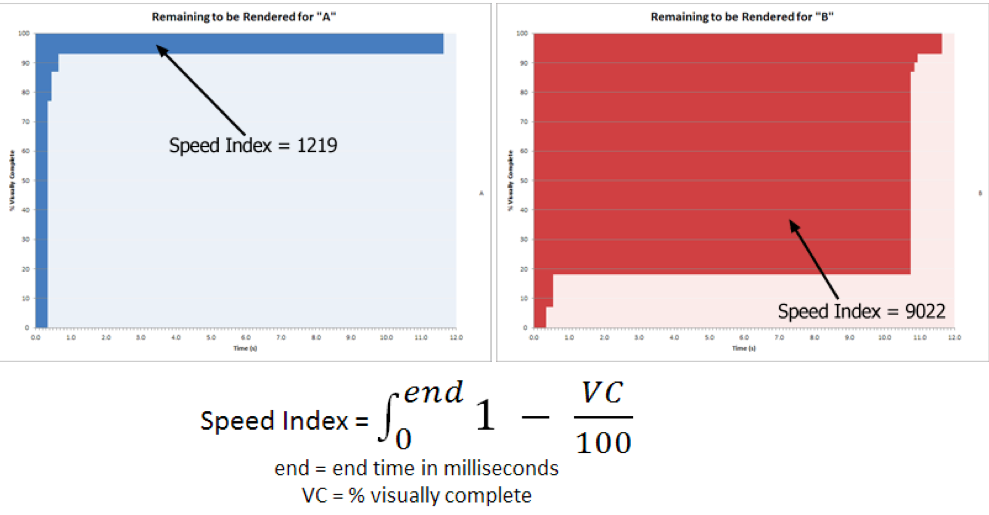 Remaining to be Rendered for "A"
100
90
80
70
60
50
40
30
20
10
0
% Visually Complete
Speed Index = 1219
A
0.0 1.0 2.0 3.0 4.0 5.0 6.0 7.0 8.0 9.0 10.0 11.0 12.0
Time (s)
Remaining to be Rendered for "B"
100
90
80
70
60
50
40
30
20
10
0
% Visually Complete
B
Speed Index = 9022
0.0 1.0 2.0 3.0 4.0 5.0 6.0 7.0 8.0 9.0 10.0 11.0 12.0
Time (s)
Speed Index = ∫₀ᵉⁿᵈ 1 − VC/100
end = end time in milliseconds
VC = % visually complete